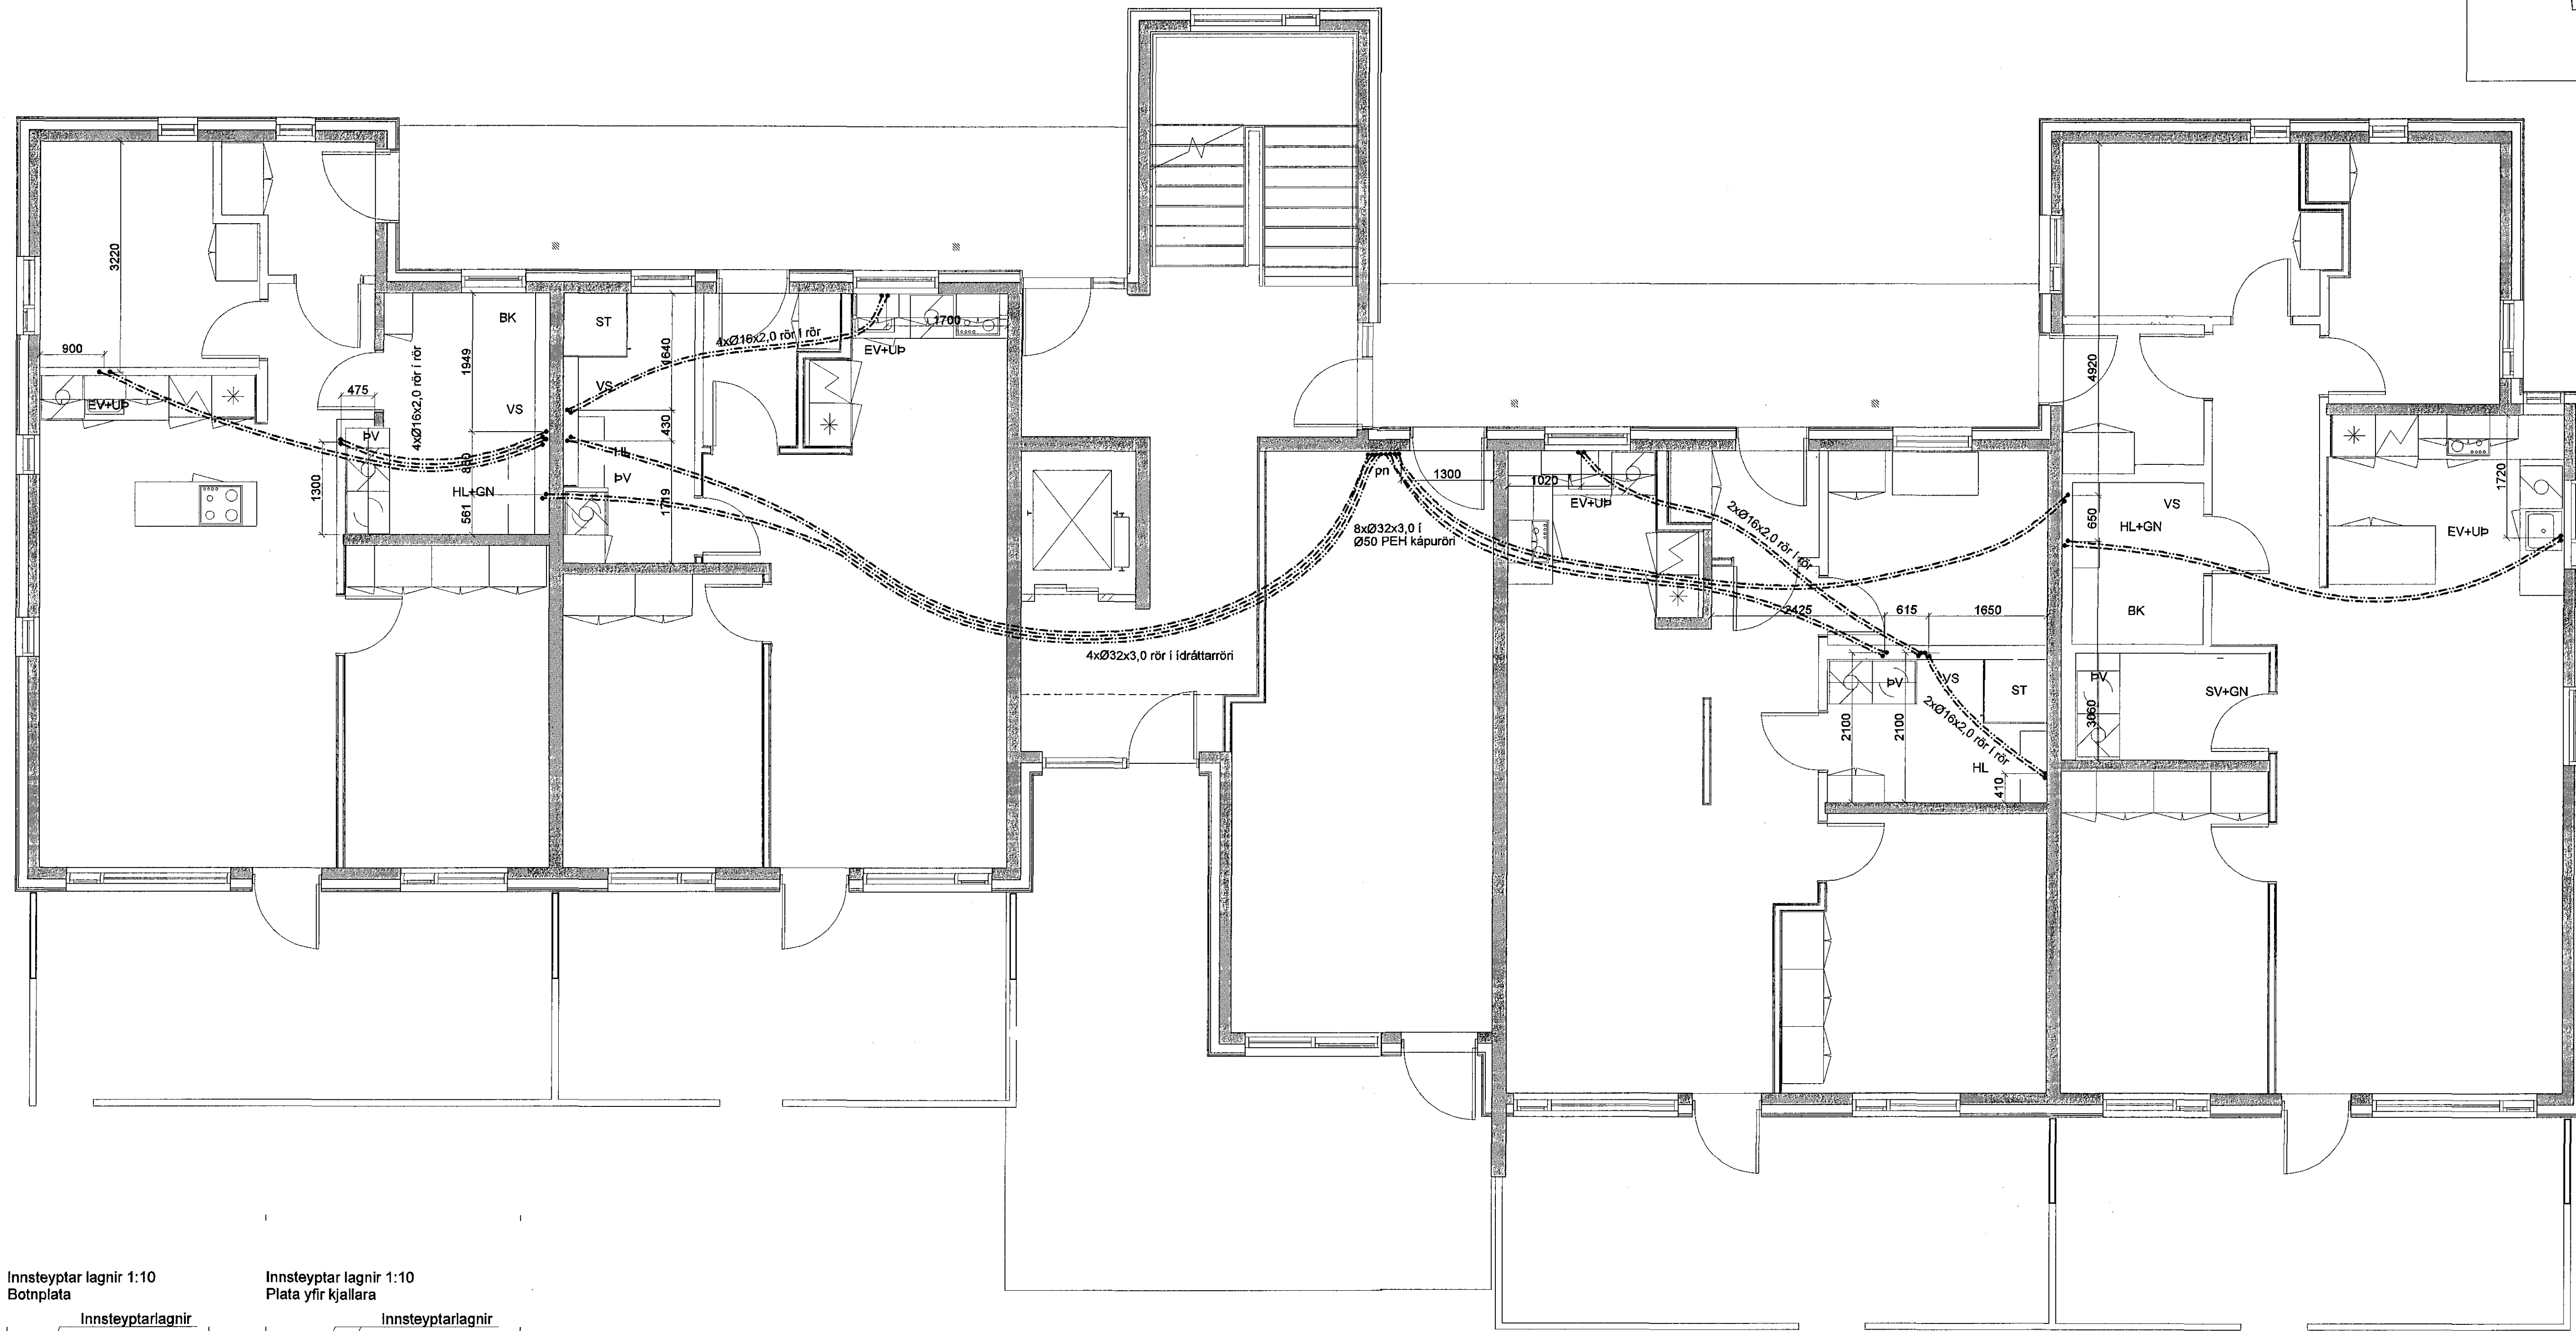 3220
900
EV+UÞ
475
ÞV
1300
4xØ16x2,0 rör í rör
BK
1949
VS
880
HL+GN
561
ST
4xØ16x2,0 rör í rör
1640
1700
EV+UÞ
VS
430
HL
ÞV
1719
4xØ32x3,0 rör í ídráttarröri
pn
1300
8xØ32x3,0 í
Ø50 PEH kápuröri
1020
EV+UÞ
2xØ16x2,0 rör í rör
2425
615
1650
ÞV
VS
ST
2100
2100
2xØ16x2,0 rör í rör
HL
410
4920
VS
650
HL+GN
BK
ÞV
SV+GN
3060
1720
EV+UÞ
Innsteyptar lagnir 1:10
Botnplata
Innsteyptarlagnir
Innsteyptar lagnir 1:10
Plata yfir kjallara
Innsteyptarlagnir